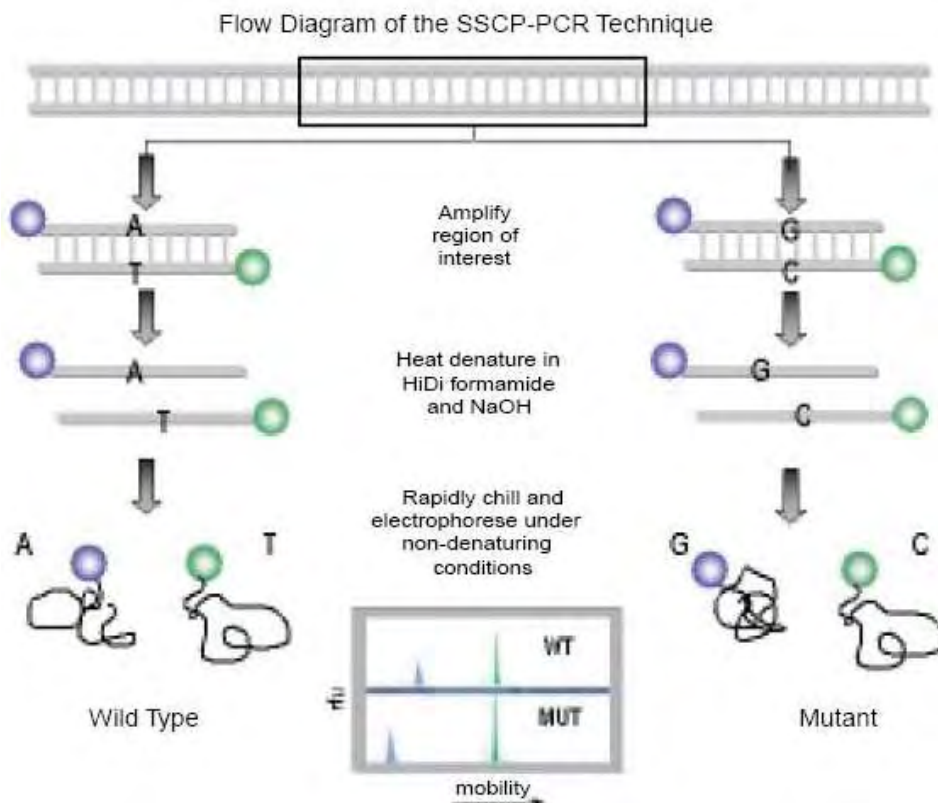 Flow Diagram of the SSCP-PCR Technique
A
T
Amplify
region of
interest
G
C
A
T
Heat denature in
HiDi formamide
and NaOH
G
C
A
T
Rapidly chill and
electrophorese under
non-denaturing
conditions
G
C
WT
MUT
rfu
mobility
Wild Type
Mutant